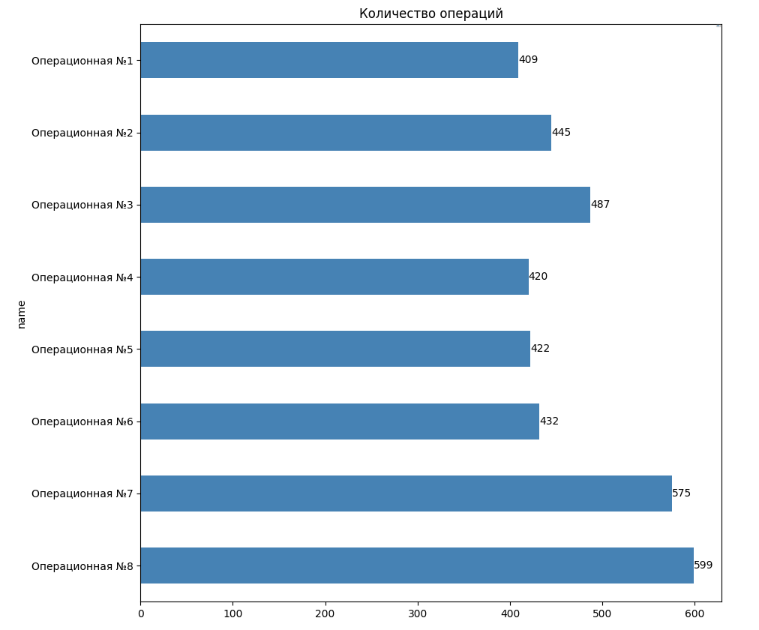 Количество операций
Операционная №1
409
Операционная №2
445
Операционная №3
487
Операционная №4
420
name
Операционная №5
422
Операционная №6
432
Операционная №7
575
Операционная №8
599
0 100 200 300 400 500 600